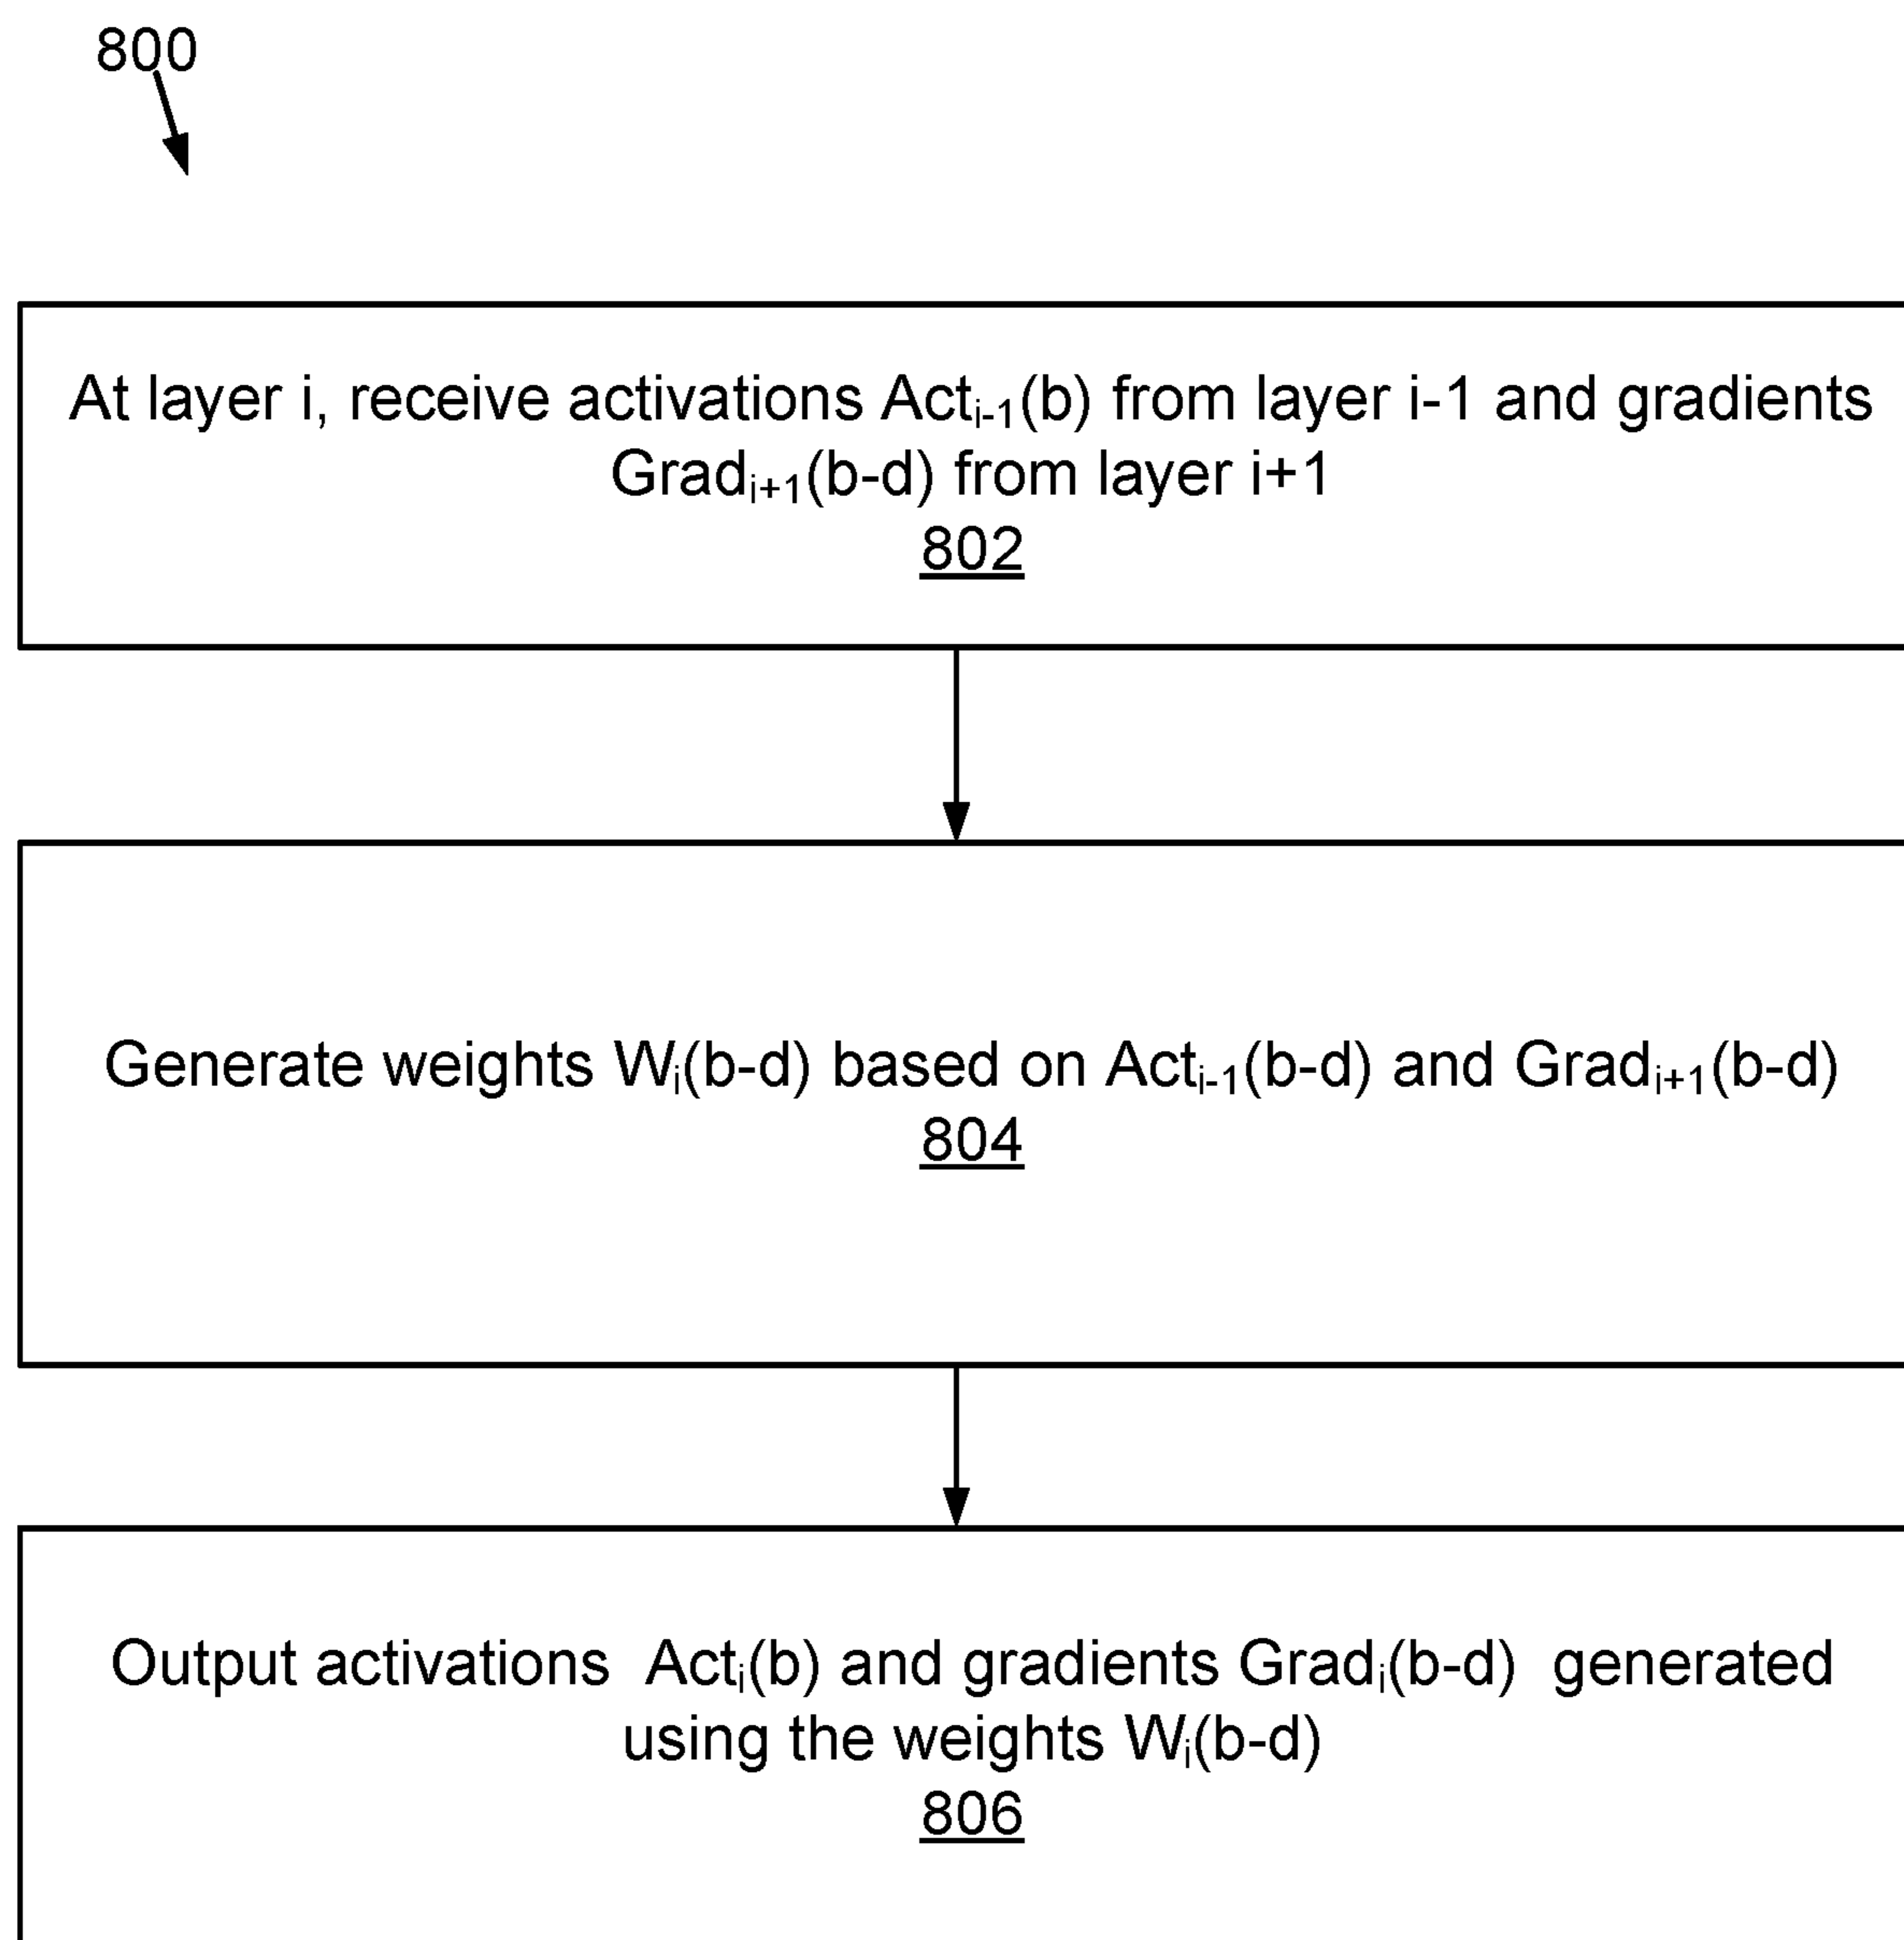 800
At layer i, receive activations Actᵢ₋₁(b) from layer i-1 and gradients
Gradᵢ₊₁(b-d) from layer i+1
802
Generate weights Wᵢ(b-d) based on Actᵢ₋₁(b-d) and Gradᵢ₊₁(b-d)
804
Output activations Actᵢ(b) and gradients Gradᵢ(b-d) generated
using the weights Wᵢ(b-d)
806